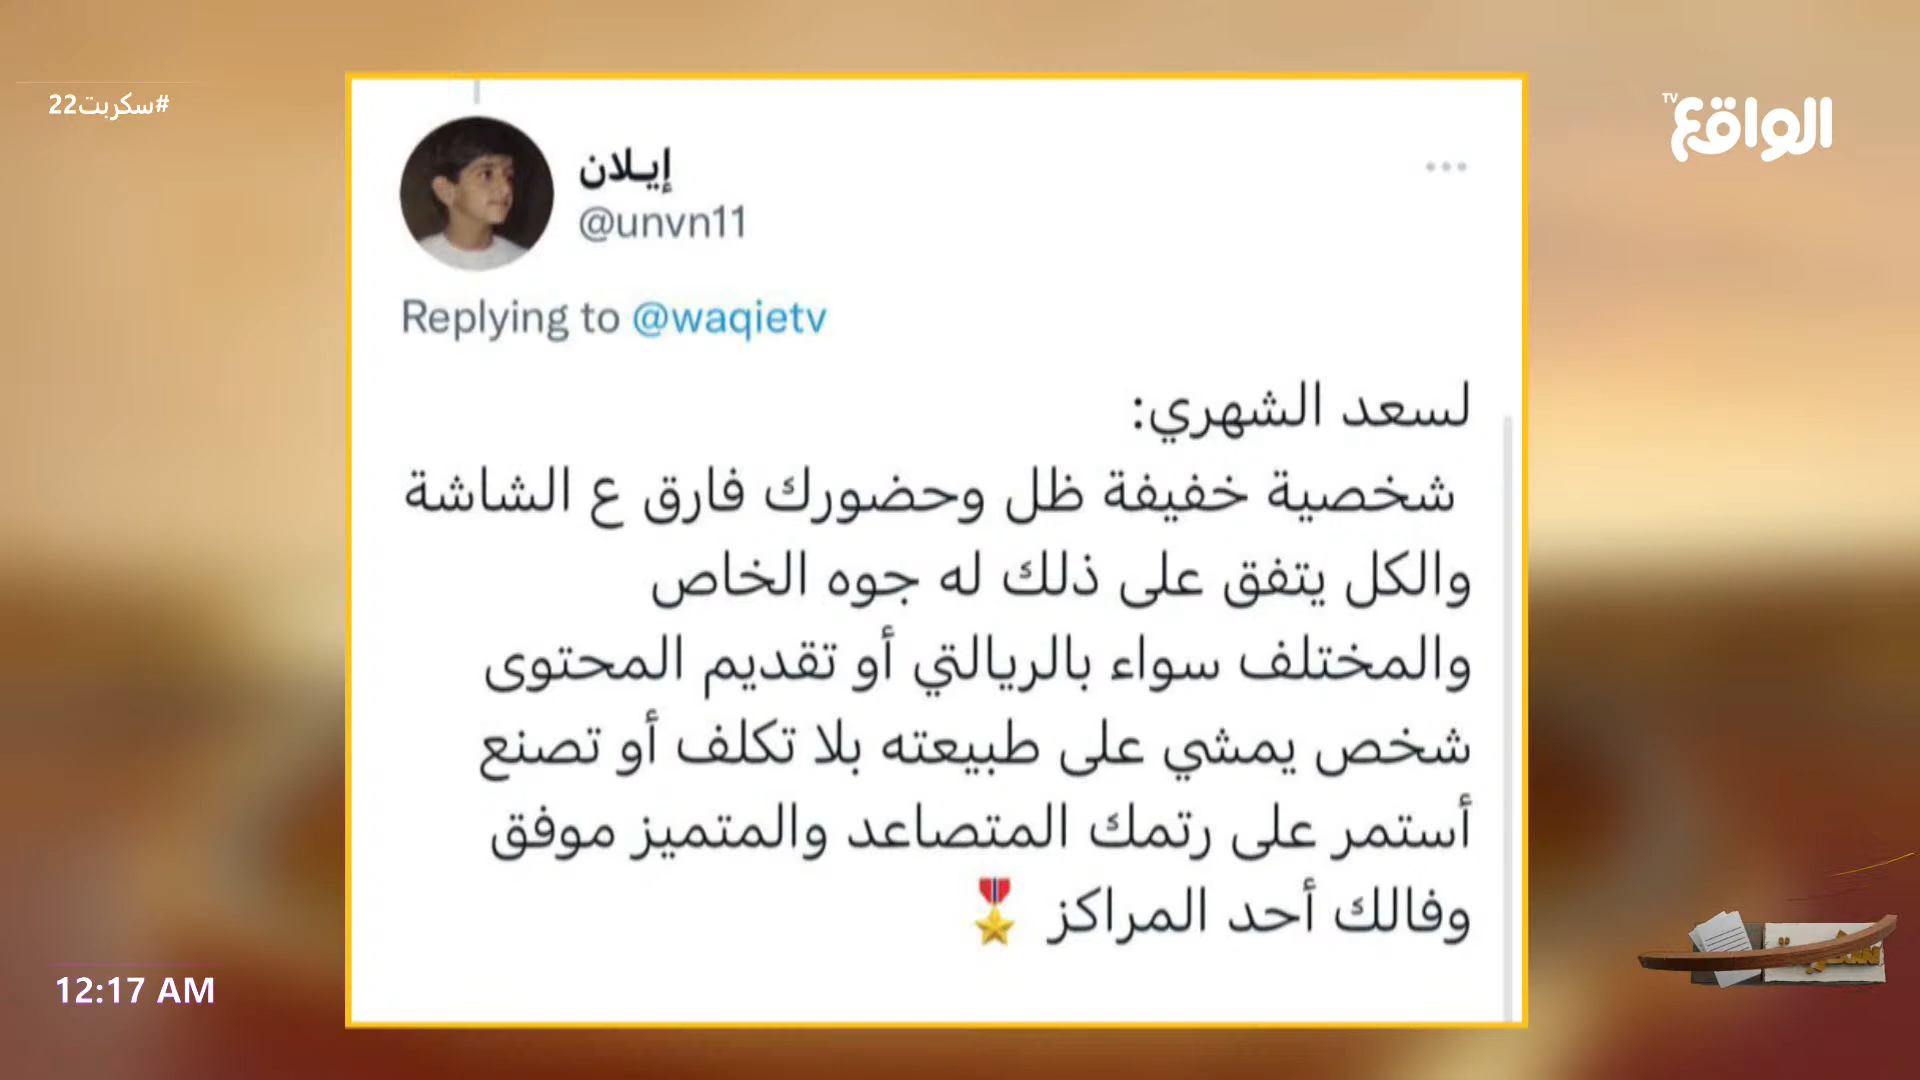 #سكربت22
الواقع TV
إيلان
@unvn11
Replying to @waqietv
لسعد الشهري:
شخصية خفيفة ظل وحضورك فارق ع الشاشة
والكل يتفق على ذلك له جوه الخاص
والمختلف سواء بالريالتي أو تقديم المحتوى
شخص يمشي على طبيعته بلا تكلف أو تصنع
أستمر على رتمك المتصاعد والمتميز موفق
وفالك أحد المراكز 🎖
12:17 AM